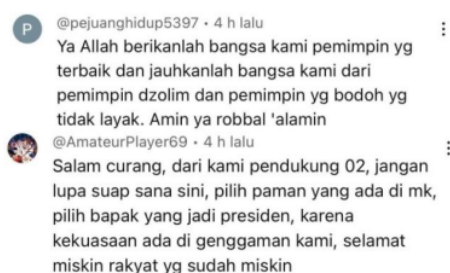 P
@pejuanghidup5397 • 4 h lalu
Ya Allah berikanlah bangsa kami pemimpin yg
terbaik dan jauhkanlah bangsa kami dari
pemimpin dzolim dan pemimpin yg bodoh yg
tidak layak. Amin ya robbal 'alamin
@AmateurPlayer69 • 4 h lalu
Salam curang, dari kami pendukung 02, jangan
lupa suap sana sini, pilih paman yang ada di mk,
pilih bapak yang jadi presiden, karena
kekuasaan ada di genggaman kami, selamat
miskin rakyat yg sudah miskin